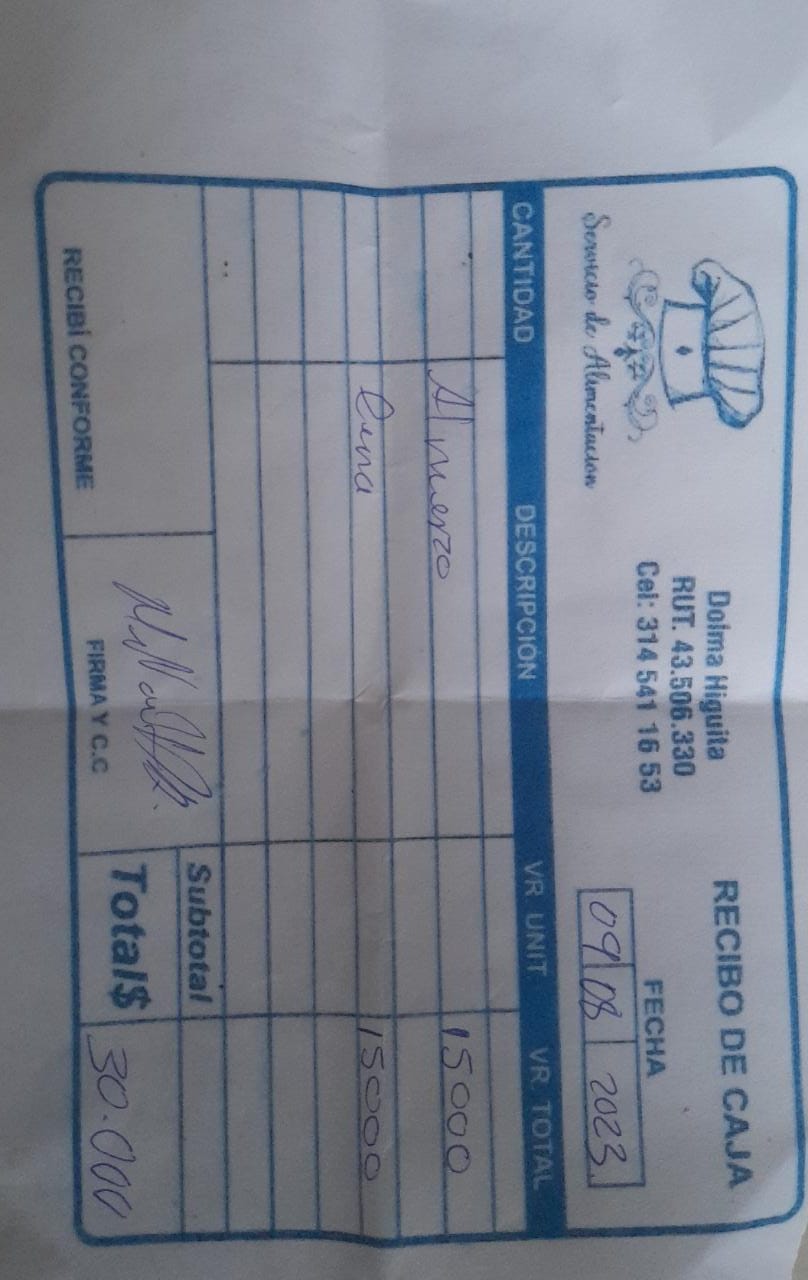 Servicio de Alimentacion
Dolma Higuita
RUT. 43.506.330
Cel: 314 541 16 53
RECIBO DE CAJA
FECHA
09 08 2023
CANTIDAD DESCRIPCIÓN VR. UNIT VR. TOTAL
Almuerzo 15000
Cena 15000
Subtotal
Total$ 30.000
RECIBÍ CONFORME
FIRMA Y C.C